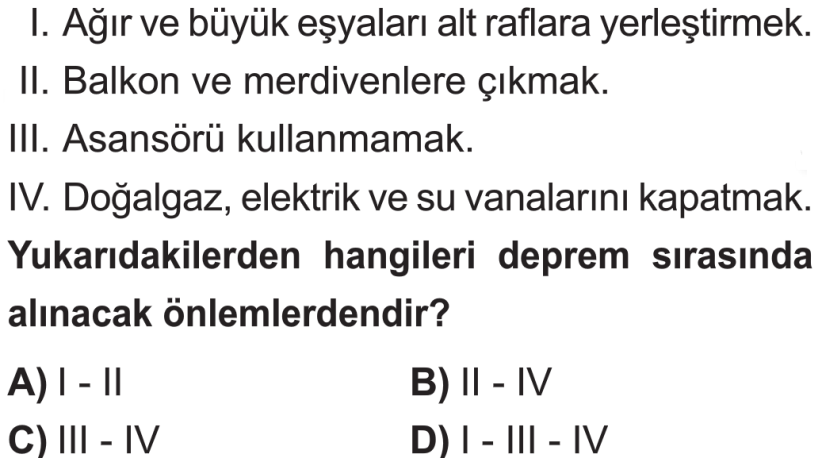 I. Ağır ve büyük eşyaları alt raflara yerleştirmek.
II. Balkon ve merdivenlere çıkmak.
III. Asansörü kullanmamak.
IV. Doğalgaz, elektrik ve su vanalarını kapatmak.
Yukarıdakilerden hangileri deprem sırasında
alınacak önlemlerdendir?
A) I - II B) II - IV
C) III - IV D) I - III - IV